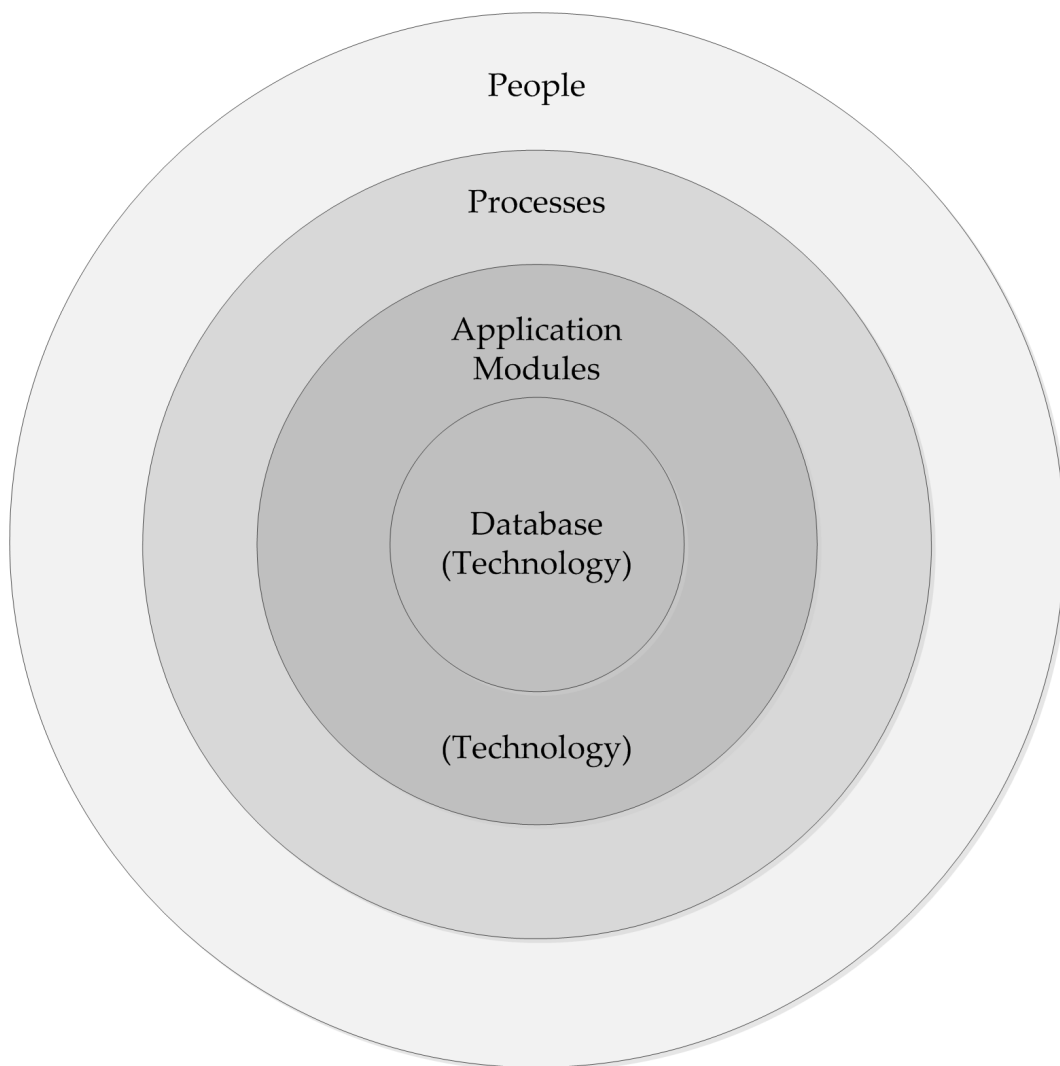 People
Processes
Application
Modules
Database
(Technology)
(Technology)